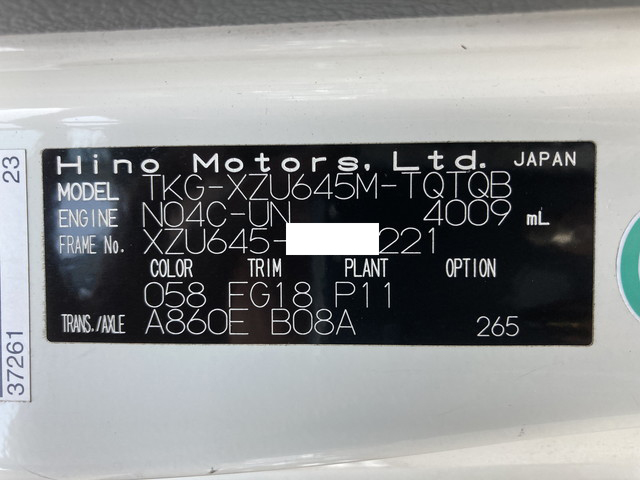 Hino Motors, Ltd. JAPAN
MODEL TKG-XZU645M-TQTQB
ENGINE N04C-UN 4009 mL
FRAME No. XZU645- 221
COLOR TRIM PLANT OPTION
058 FG18 P11
TRANS./AXLE A860E B08A 265
37261 23